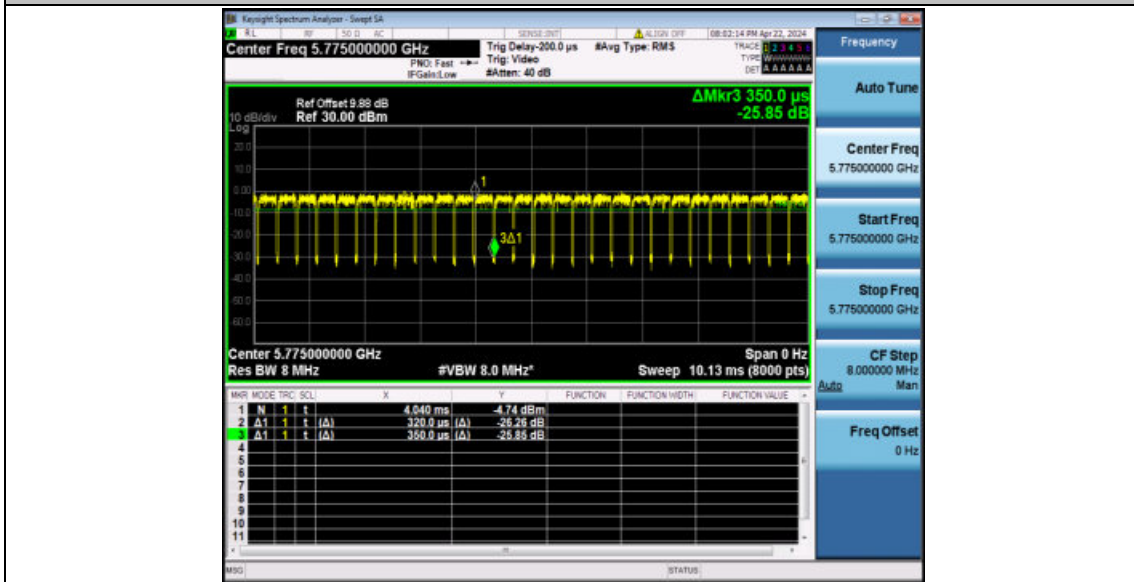 Keysight Spectrum Analyzer - Swept SA
RL RF 50 Ω AC SENSE:INT ALIGN OFF 08:02:14 PM Apr 22, 2024
Center Freq 5.775000000 GHz
PNO: Fast
IFGain:Low
Trig Delay-200.0 µs
Trig: Video
#Atten: 40 dB
#Avg Type: RMS
TRACE 1 2 3 4 5 6
TYPE
DET A A A A A A
Ref Offset 9.88 dB
Ref 30.00 dBm
10 dB/div
Log
ΔMkr3 350.0 µs
-25.85 dB
20.0
10.0
0.00
-10.0
-20.0
-30.0
-40.0
-50.0
-60.0
1
3Δ1
Center 5.775000000 GHz
Span 0 Hz
Res BW 8 MHz
#VBW 8.0 MHz*
Sweep 10.13 ms (8000 pts)
MKR MODE TRC SCL X Y FUNCTION FUNCTION WIDTH FUNCTION VALUE
1 N 1 t 4.040 ms -4.74 dBm
2 Δ1 1 t (Δ) 320.0 µs (Δ) -26.26 dB
3 Δ1 1 t (Δ) 350.0 µs (Δ) -25.85 dB
4
5
6
7
8
9
10
11
MSG
STATUS
Frequency
Auto Tune
Center Freq
5.775000000 GHz
Start Freq
5.775000000 GHz
Stop Freq
5.775000000 GHz
CF Step
8.000000 MHz
Auto Man
Freq Offset
0 Hz